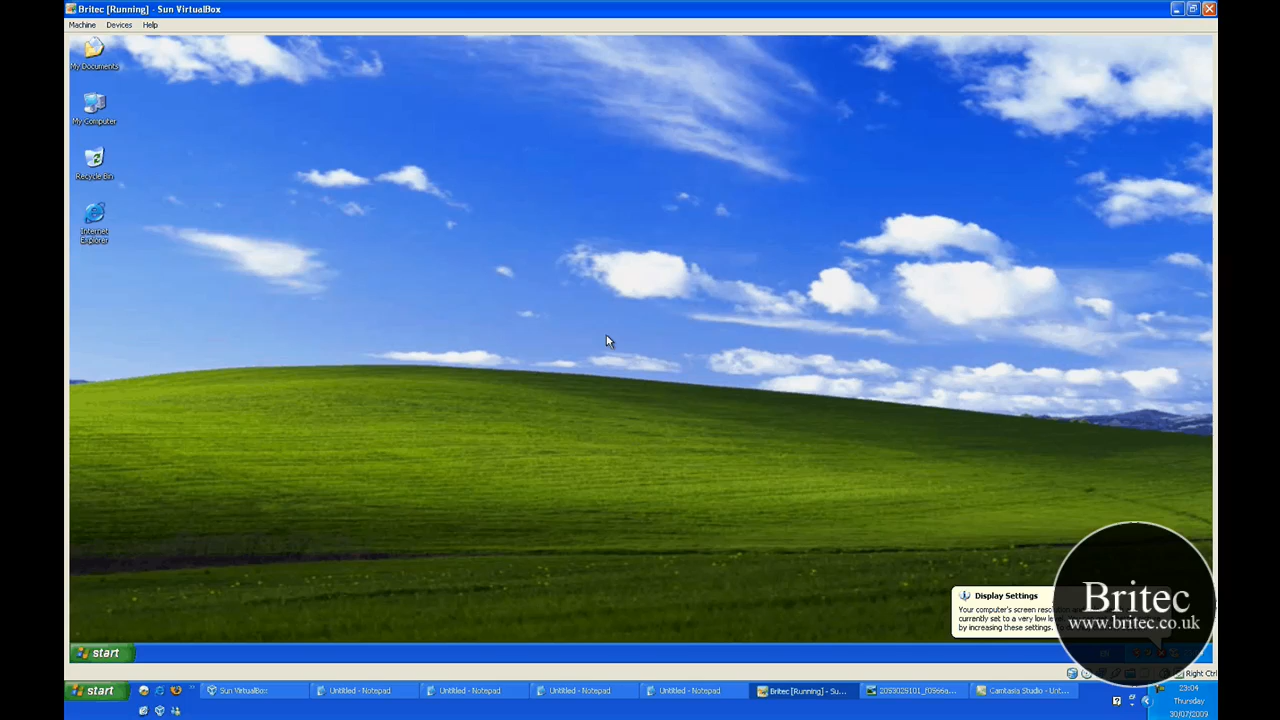 Britec [Running] - Sun VirtualBox
Machine Devices Help
My Documents
My Computer
Recycle Bin
Internet
Explorer
Display Settings
Your computer's screen
currently set to a very low
by increasing these settings.
Britec
www.britec.co.uk
start
Right Ctrl
start
Sun VirtualBox
Untitled - Notepad
Untitled - Notepad
Untitled - Notepad
Untitled - Notepad
Britec [Running] - Su...
2053026101_f0966a...
Camtasia Studio - Unt...
23:04
Thursday
30/07/2009